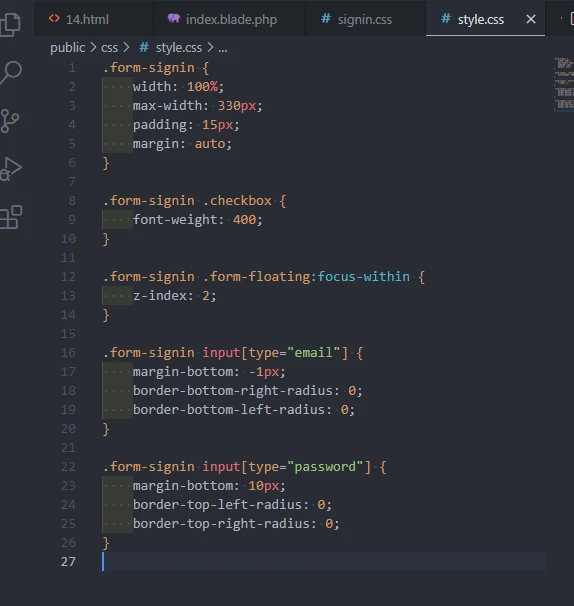 14.html index.blade.php # signin.css # style.css
public > css > # style.css > ...
1 .form-signin {
2 width: 100%;
3 max-width: 330px;
4 padding: 15px;
5 margin: auto;
6 }
7
8 .form-signin .checkbox {
9 font-weight: 400;
10 }
11
12 .form-signin .form-floating:focus-within {
13 z-index: 2;
14 }
15
16 .form-signin input[type="email"] {
17 margin-bottom: -1px;
18 border-bottom-right-radius: 0;
19 border-bottom-left-radius: 0;
20 }
21
22 .form-signin input[type="password"] {
23 margin-bottom: 10px;
24 border-top-left-radius: 0;
25 border-top-right-radius: 0;
26 }
27